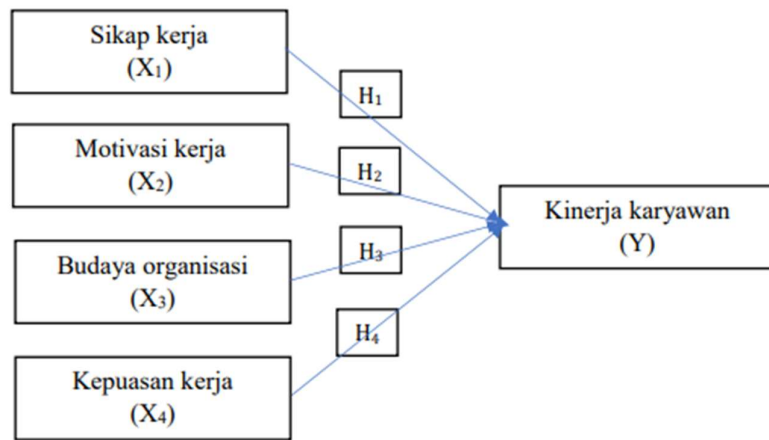 Sikap kerja
(X₁)
H₁
Motivasi kerja
(X₂)
H₂
Kinerja karyawan
(Y)
Budaya organisasi
(X₃)
H₃
H₄
Kepuasan kerja
(X₄)